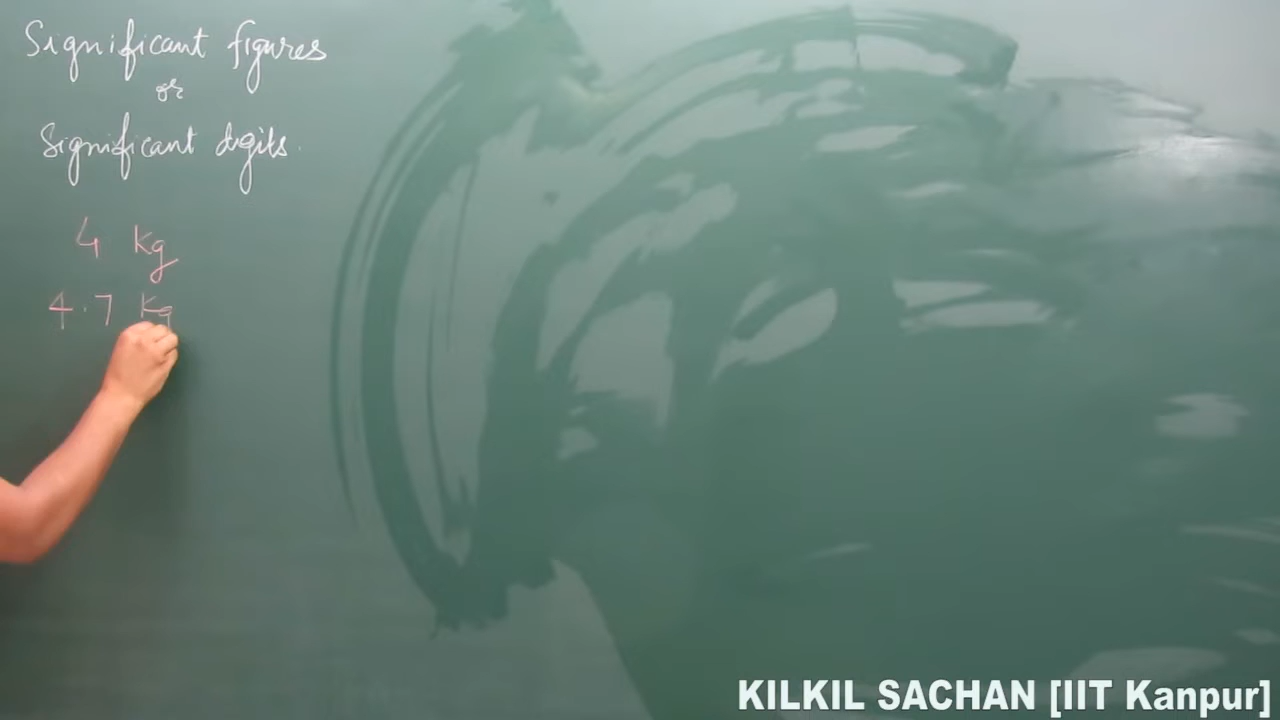 Significant figures
or
Significant digits.
4 Kg
4.7 Kg
KILKIL SACHAN [IIT Kanpur]